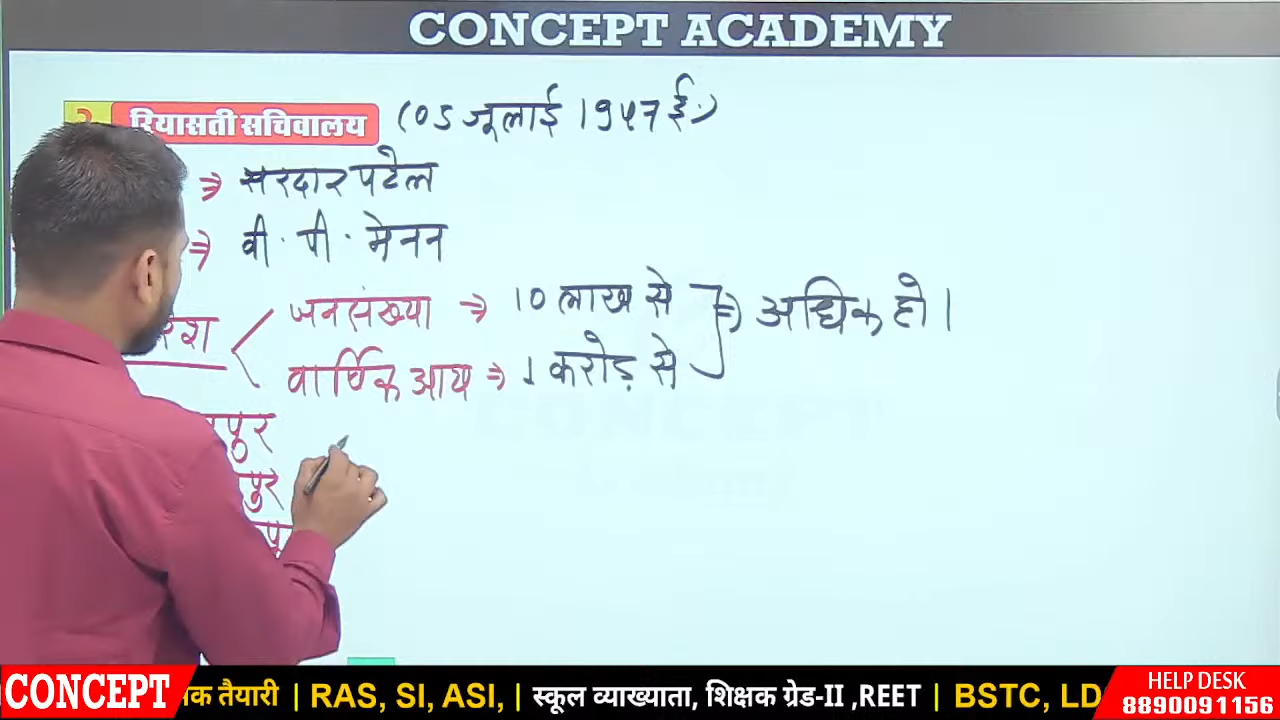 CONCEPT ACADEMY
रियासती सचिवालय (05 जूलाई 1947 ई.)
⇒ सरदार पटेल
⇒ वी. पी. मेनन
जनसंख्या ⇒ 10 लाख से
⇒ अधिक हो।
वार्षिक आय ⇒ 1 करोड़ से
पुर
पुर
CONCEPT
CONCEPT तैयारी | RAS, SI, ASI, | स्कूल व्याख्याता, शिक्षक ग्रेड-II ,REET | BSTC, LD
HELP DESK
8890091156